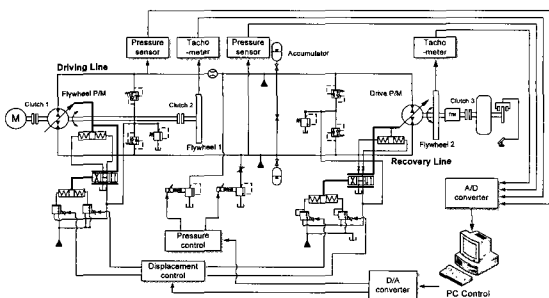 Pressure
sensor
Tacho
-meter
Pressure
sensor
Accumulator
Tacho
-meter
Driving Line
Clutch 1
Flywheel P/M
Clutch 2
Drive P/M
Clutch 3
M
Flywheel 1
Flywheel 2
Recovery Line
A/D
converter
Pressure
control
Displacement
control
D/A
converter
PC Control